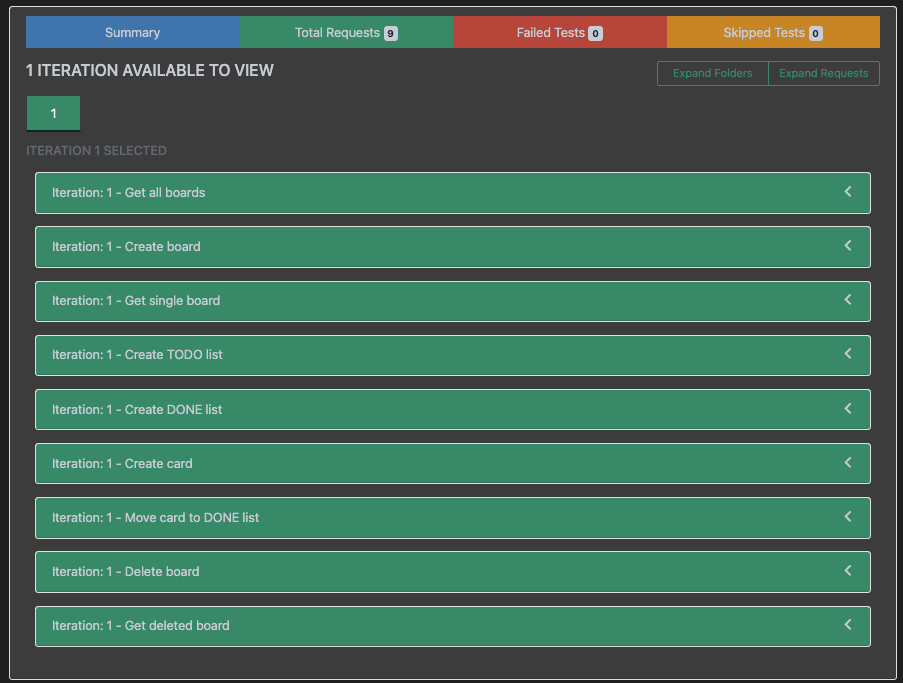 Summary Total Requests 9 Failed Tests 0 Skipped Tests 0
1 ITERATION AVAILABLE TO VIEW
Expand Folders Expand Requests
1
ITERATION 1 SELECTED
Iteration: 1 - Get all boards
Iteration: 1 - Create board
Iteration: 1 - Get single board
Iteration: 1 - Create TODO list
Iteration: 1 - Create DONE list
Iteration: 1 - Create card
Iteration: 1 - Move card to DONE list
Iteration: 1 - Delete board
Iteration: 1 - Get deleted board